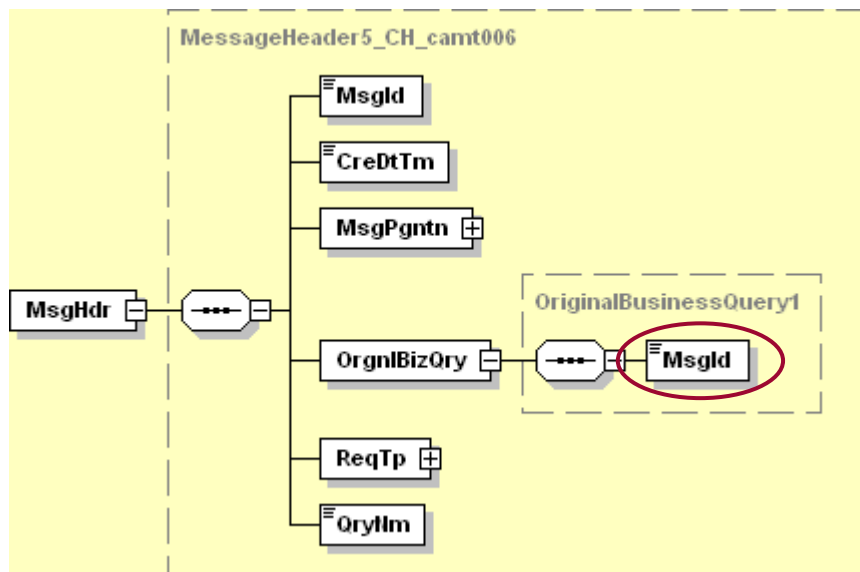 MessageHeader5_CH_camt006
MsgId
CreDtTm
MsgPgntn
MsgHdr
OriginalBusinessQuery1
OrgnlBizQry
MsgId
ReqTp
QryNm